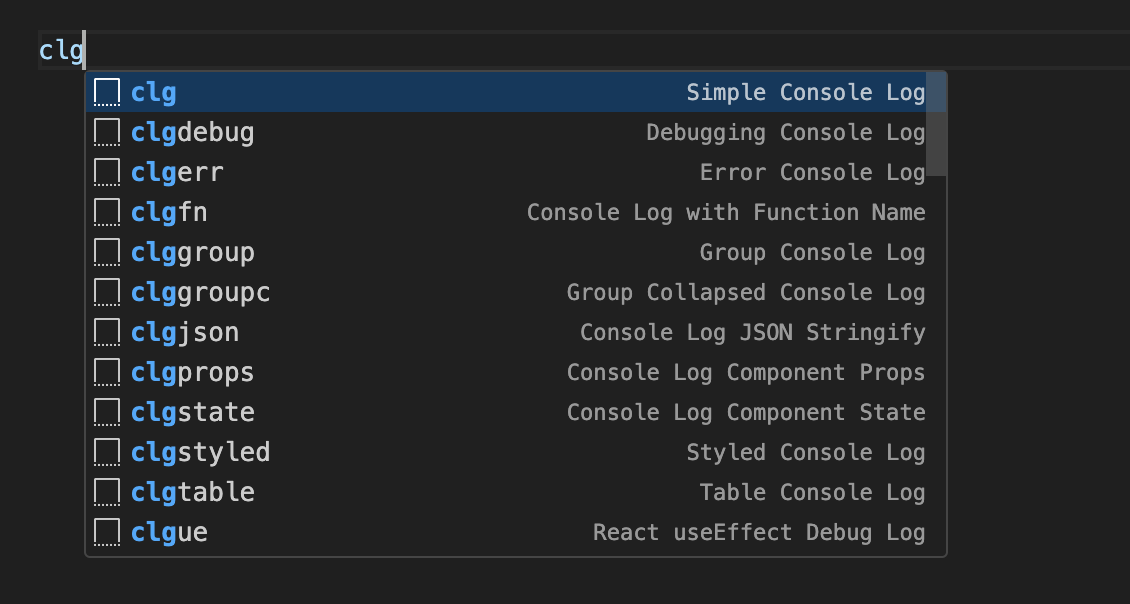 clg
clg Simple Console Log
clgdebug Debugging Console Log
clgerr Error Console Log
clgfn Console Log with Function Name
clggroup Group Console Log
clggroupc Group Collapsed Console Log
clgjson Console Log JSON Stringify
clgprops Console Log Component Props
clgstate Console Log Component State
clgstyled Styled Console Log
clgtable Table Console Log
clgue React useEffect Debug Log